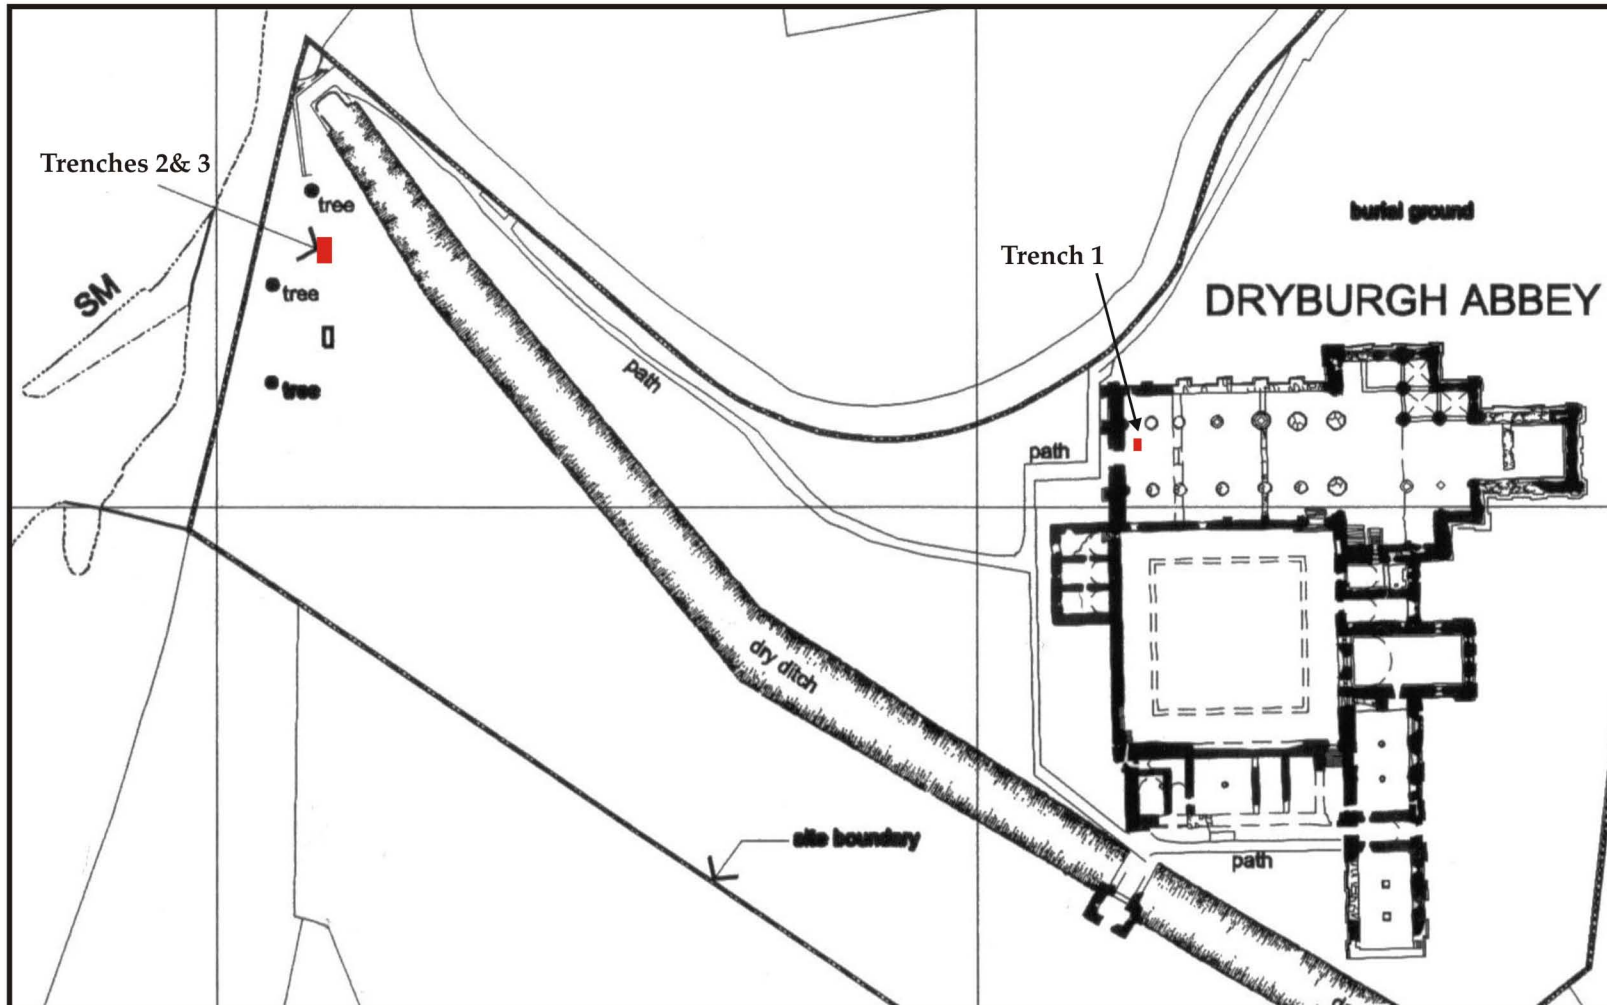 Trenches 2& 3
tree
burial ground
Trench 1
SM
tree
DRYBURGH ABBEY
path
tree
path
dry ditch
site boundary
path